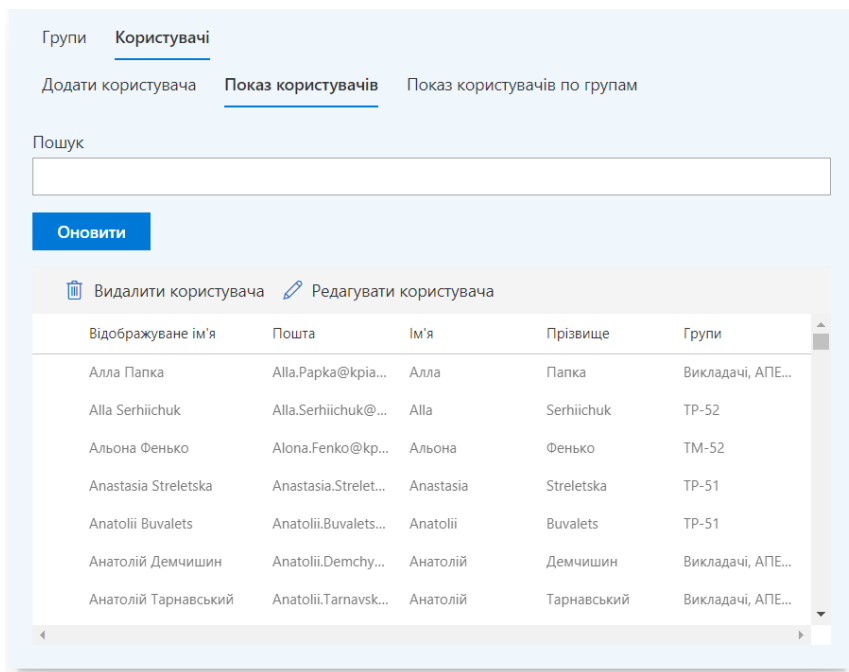 Групи Користувачі
Додати користувача Показ користувачів Показ користувачів по групам
Пошук
Оновити
Видалити користувача Редагувати користувача
Відображуване ім'я Пошта Ім'я Прізвище Групи
Алла Папка Alla.Papka@kpia... Алла Папка Викладачі, АПЕ...
Alla Serhiichuk Alla.Serhiichuk@... Alla Serhiichuk TP-52
Альона Фенько Alona.Fenko@kp... Альона Фенько TM-52
Anastasia Streletska Anastasia.Strelet... Anastasia Streletska TP-51
Anatolii Buvalets Anatolii.Buvalets... Anatolii Buvalets TP-51
Анатолій Демчишин Anatolii.Demchy... Анатолій Демчишин Викладачі, АПЕ...
Анатолій Тарнавський Anatolii.Tarnavsk... Анатолій Тарнавський Викладачі, АПЕ...